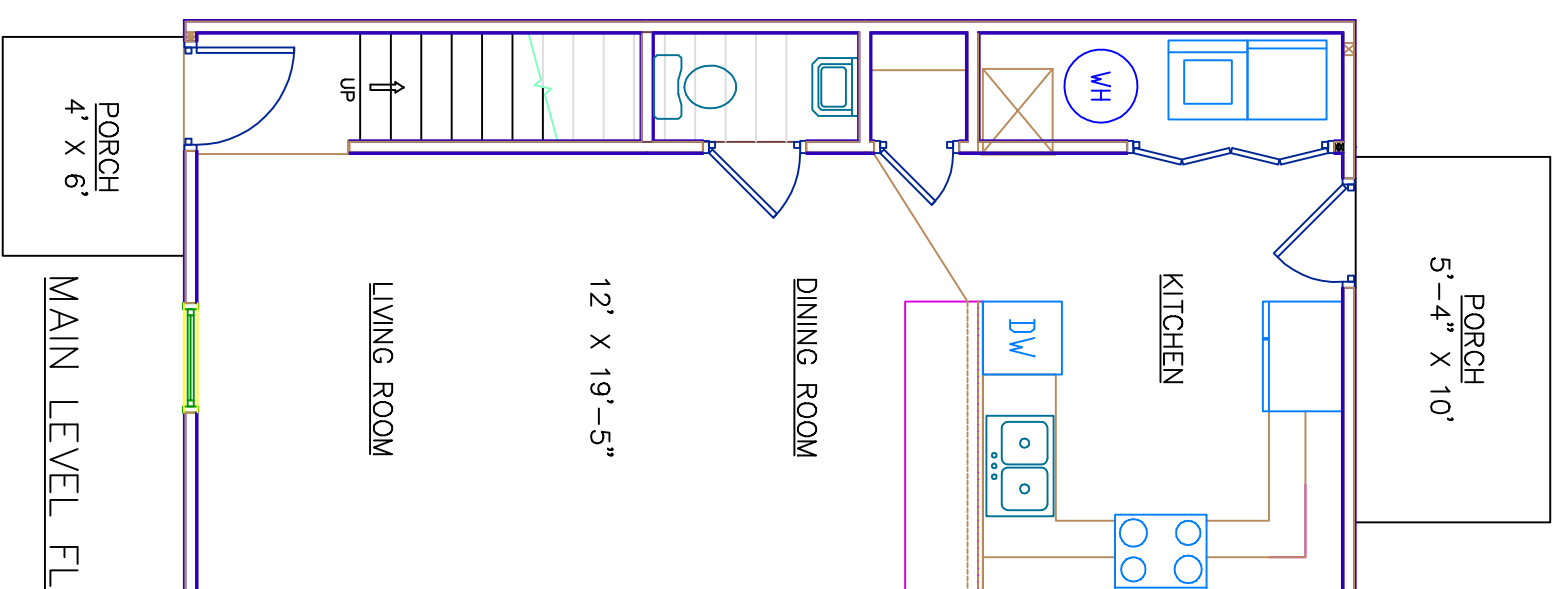 PORCH
5'-4" X 10'
WH
KITCHEN
DW
DINING ROOM
12' X 19'-5"
LIVING ROOM
UP
PORCH
4' X 6'
MAIN LEVEL FL